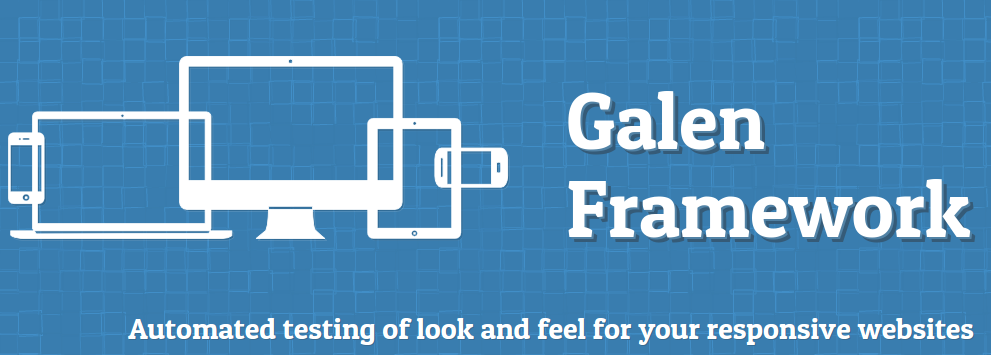 Galen
Framework
Automated testing of look and feel for your responsive websites